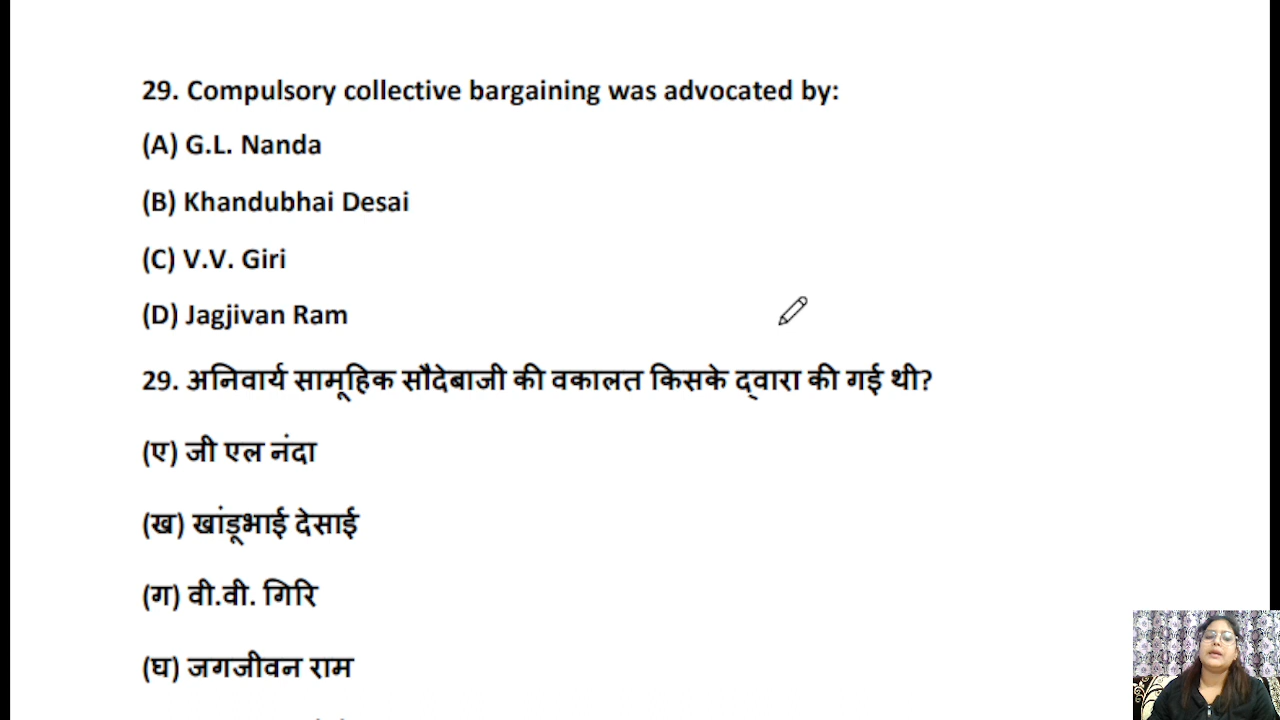 29. Compulsory collective bargaining was advocated by:
(A) G.L. Nanda
(B) Khandubhai Desai
(C) V.V. Giri
(D) Jagjivan Ram
29. अनिवार्य सामूहिक सौदेबाजी की वकालत किसके द्वारा की गई थी?
(ए) जी एल नंदा
(ख) खांडूभाई देसाई
(ग) वी.वी. गिरि
(घ) जगजीवन राम